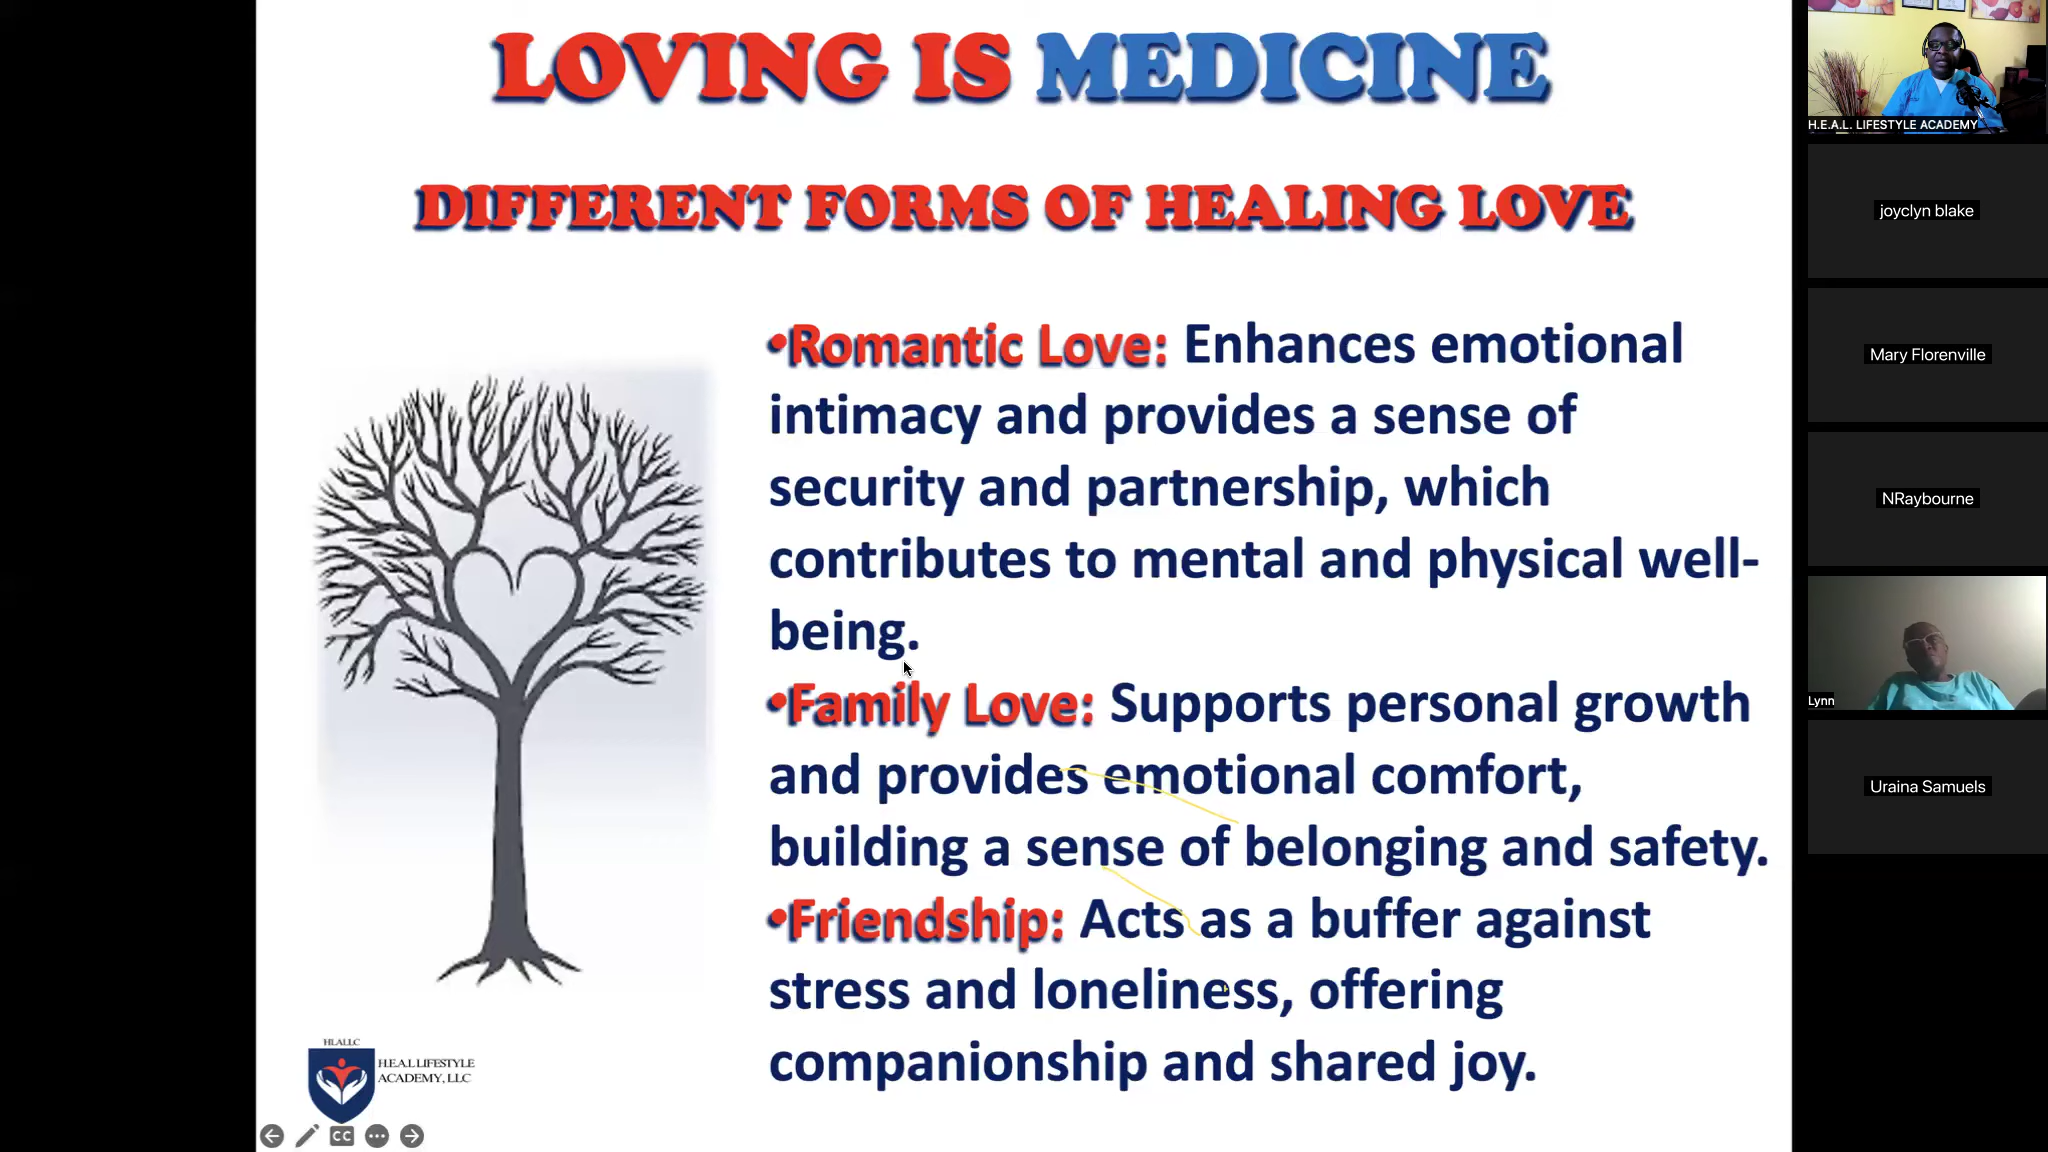 LOVING IS MEDICINE
DIFFERENT FORMS OF HEALING LOVE
•Romantic Love: Enhances emotional
intimacy and provides a sense of
security and partnership, which
contributes to mental and physical well-
being.
•Family Love: Supports personal growth
and provides emotional comfort,
building a sense of belonging and safety.
•Friendship: Acts as a buffer against
stress and loneliness, offering
companionship and shared joy.
HLALLC
H.E.A.L LIFESTYLE
ACADEMY, LLC
CC
H.E.A.L. LIFESTYLE ACADEMY
joyclyn blake
Mary Florenville
NRaybourne
Lynn
Uraina Samuels